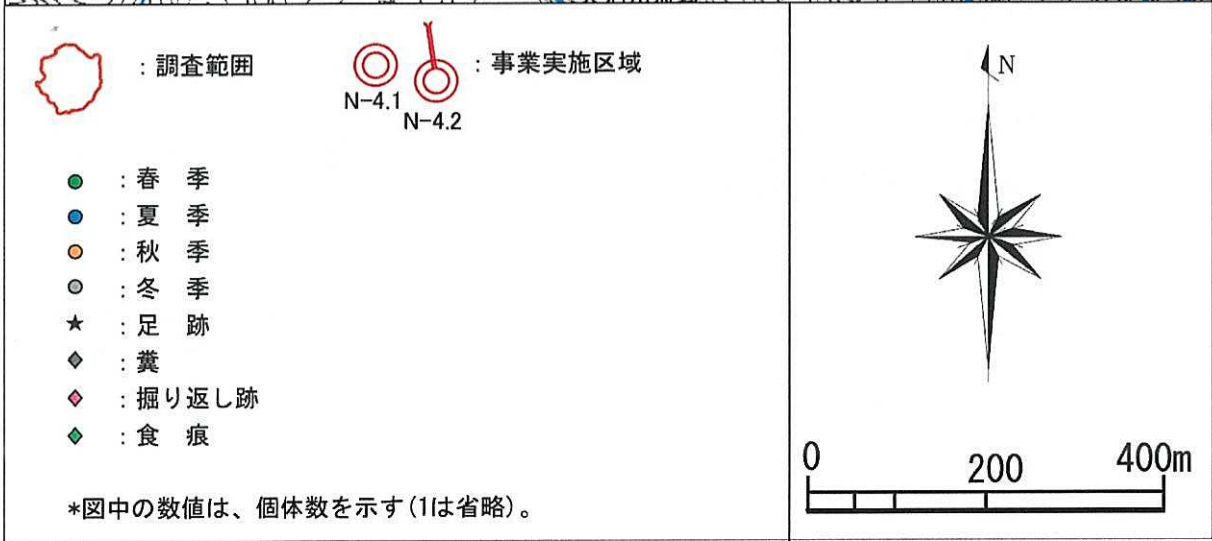 ：調査範囲
：事業実施区域
N-4.1
N-4.2
：春　季
：夏　季
：秋　季
：冬　季
：足　跡
：糞
：掘り返し跡
：食　痕
*図中の数値は、個体数を示す(1は省略)。
N
0
200
400m